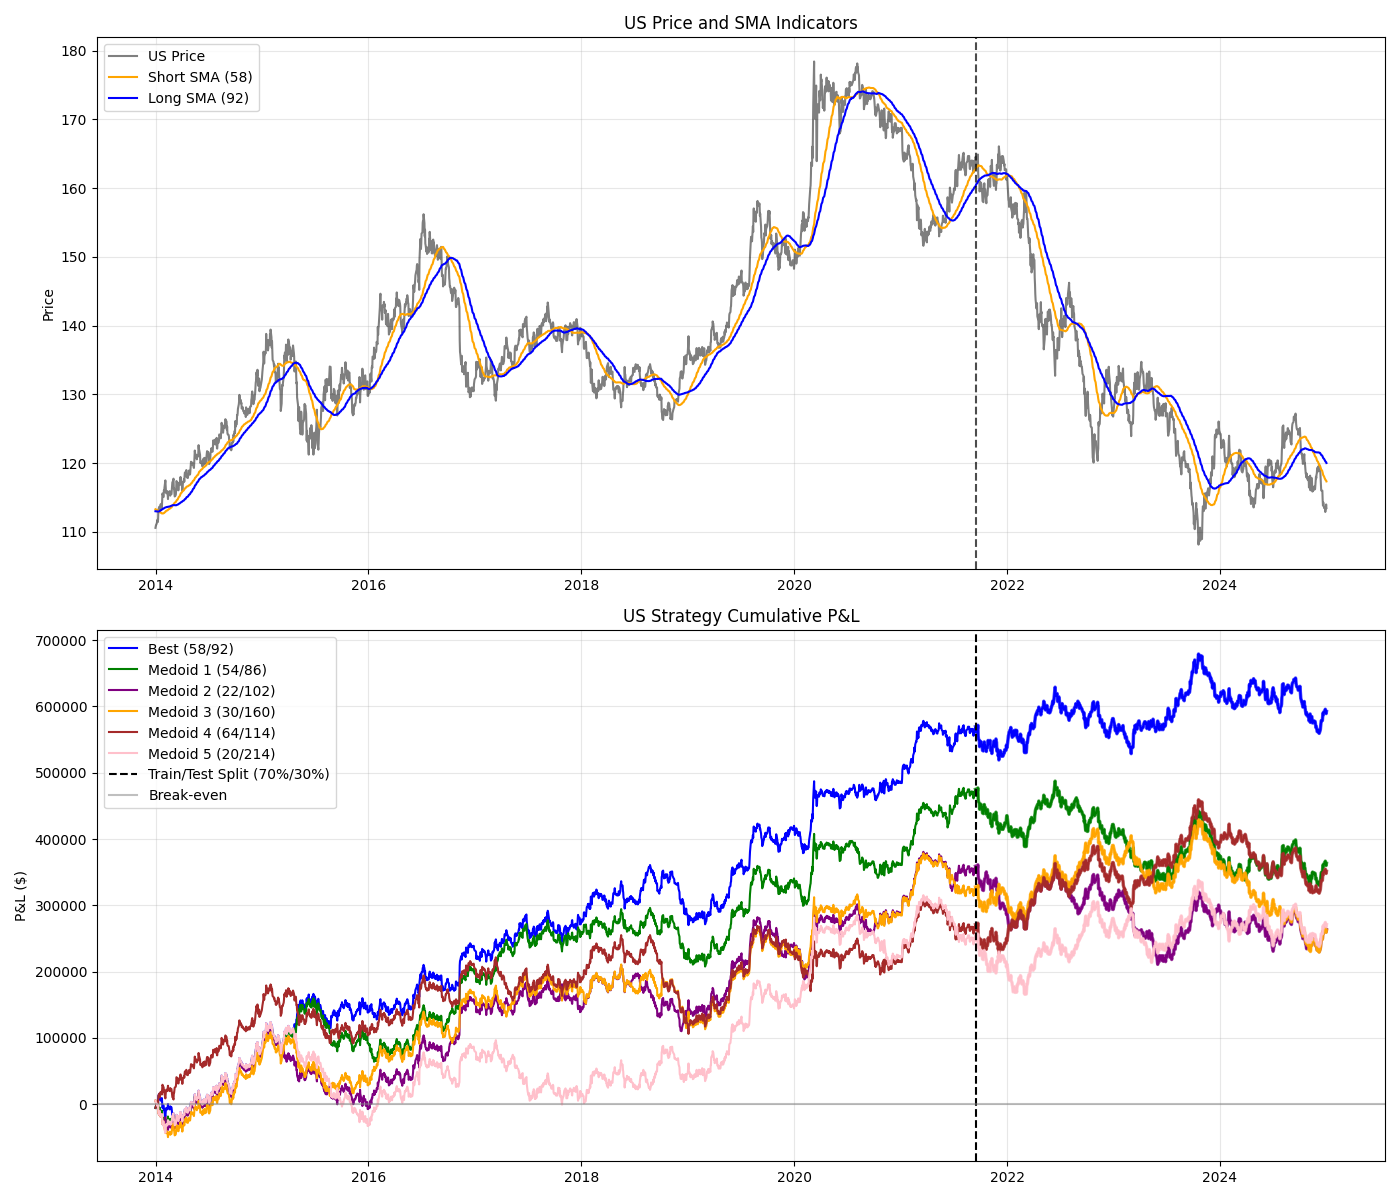 US Price and SMA Indicators
US Price
Short SMA (58)
Long SMA (92)
Price
180
170
160
150
140
130
120
110
2014
2016
2018
2020
2022
2024
US Strategy Cumulative P&L
Best (58/92)
Medoid 1 (54/86)
Medoid 2 (22/102)
Medoid 3 (30/160)
Medoid 4 (64/114)
Medoid 5 (20/214)
Train/Test Split (70%/30%)
Break-even
P&L ($)
700000
600000
500000
400000
300000
200000
100000
0
2014
2016
2018
2020
2022
2024